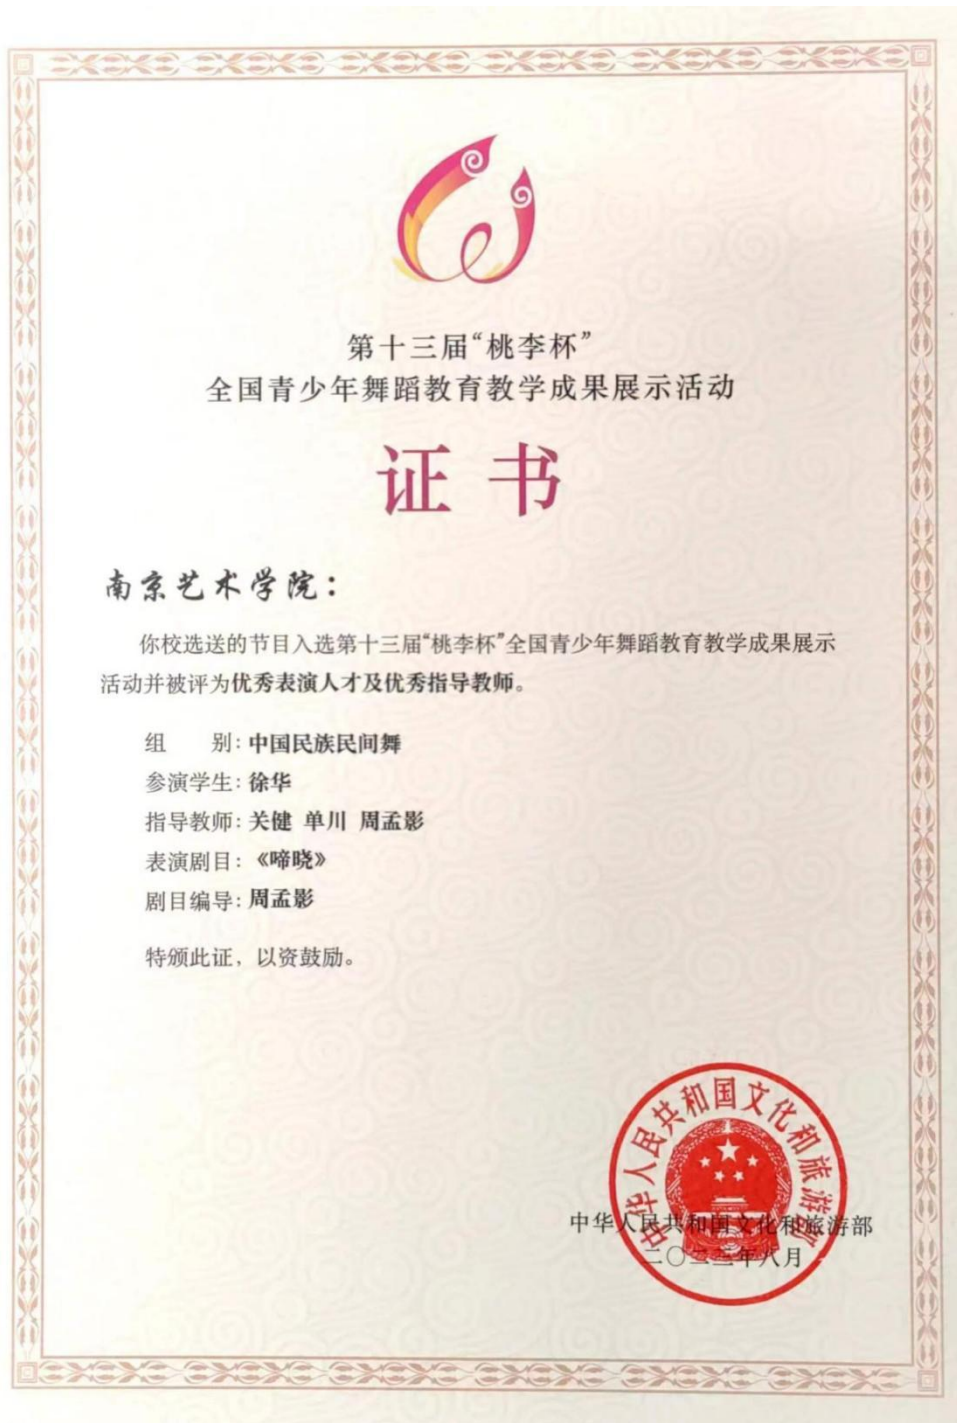 第十三届“桃李杯”
全国青少年舞蹈教育教学成果展示活动
证书
南京艺术学院：
你校选送的节目入选第十三届“桃李杯”全国青少年舞蹈教育教学成果展示
活动并被评为优秀表演人才及优秀指导教师。
组 别：中国民族民间舞
参演学生：徐华
指导教师：关健 单川 周孟影
表演剧目：《啼晓》
剧目编导：周孟影
特颁此证，以资鼓励。
中华人民共和国文化和旅游部
中华人民共和国文化和旅游部
二〇二二年八月